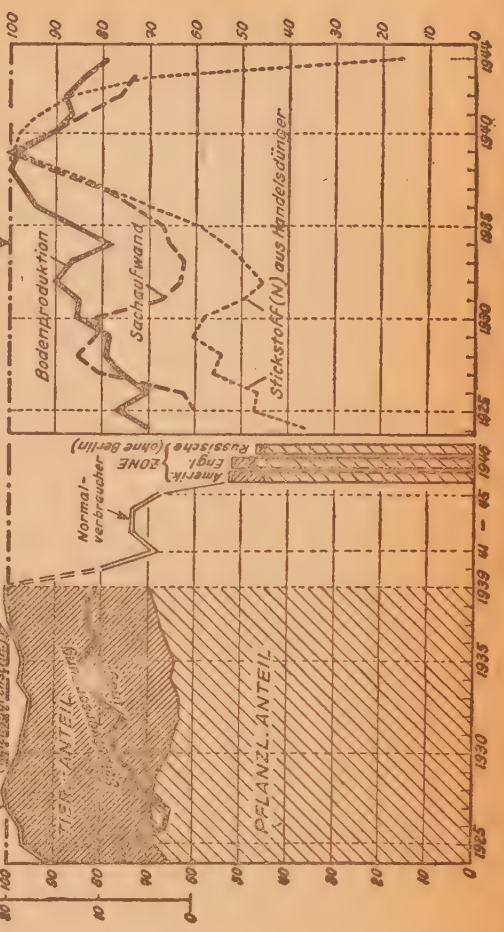 100
90
80
70
60
50
40
30
20
10
0
TIER-ANTEIL
PFLANZL. ANTEIL
Normal-
verbraucher
Amerik.
Engl.
Russische
ZONE
(ohne Berlin)
1925
1930
1935
1939
41 - 45
1946
Bodenproduktion
Sachaufwand
Stickstoff (N) aus Handelsdünger
100
90
80
70
60
50
40
30
20
10
0
1925
1930
1935
1940
1944